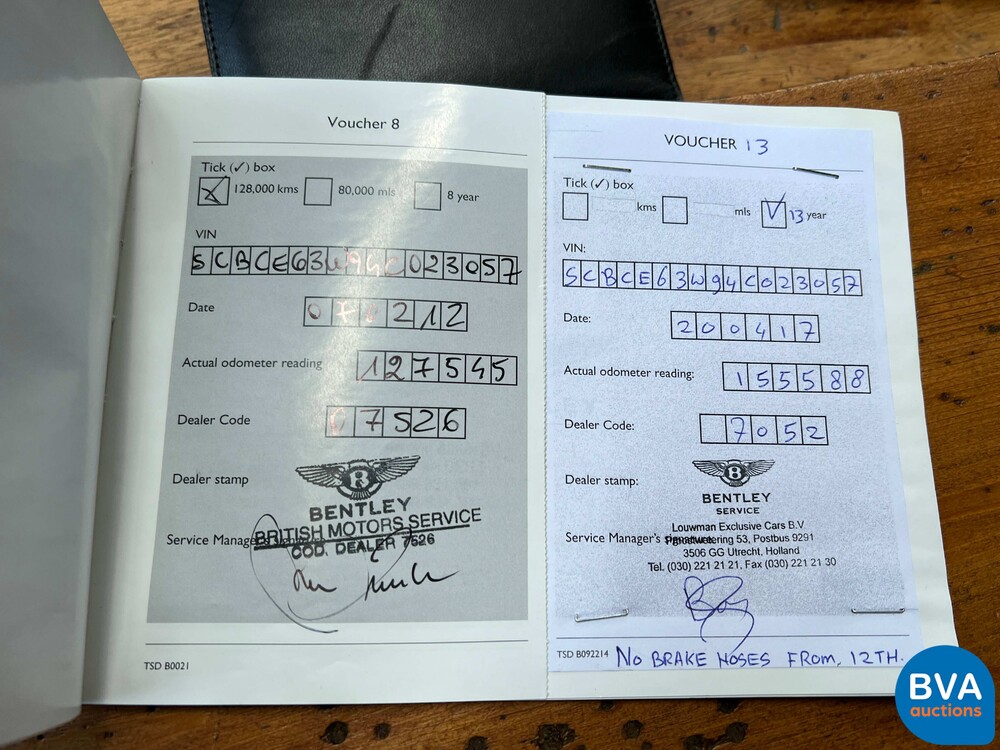 Voucher 8
Tick (✓) box
128,000 kms 80,000 mls 8 year
VIN
SCBCE63W94C023057
Date
070212
Actual odometer reading
127545
Dealer Code
07526
Dealer stamp
B
BENTLEY
BRITISH MOTORS SERVICE
Service Manager's
COD. DEALER 7526
TSD B0021
VOUCHER 13
Tick (✓) box
kms mls 13 year
VIN:
SCBCE63W94C023057
Date:
200417
Actual odometer reading:
155588
Dealer Code:
7052
Dealer stamp:
B
BENTLEY
SERVICE
Louwman Exclusive Cars B.V
Service Manager's signature: 53, Postbus 9291
3506 GG Utrecht, Holland
Tel. (030) 221 21 21, Fax (030) 221 21 30
TSD B092214 NO BRAKE HOSES FROM, 12TH.
BVA
auctions